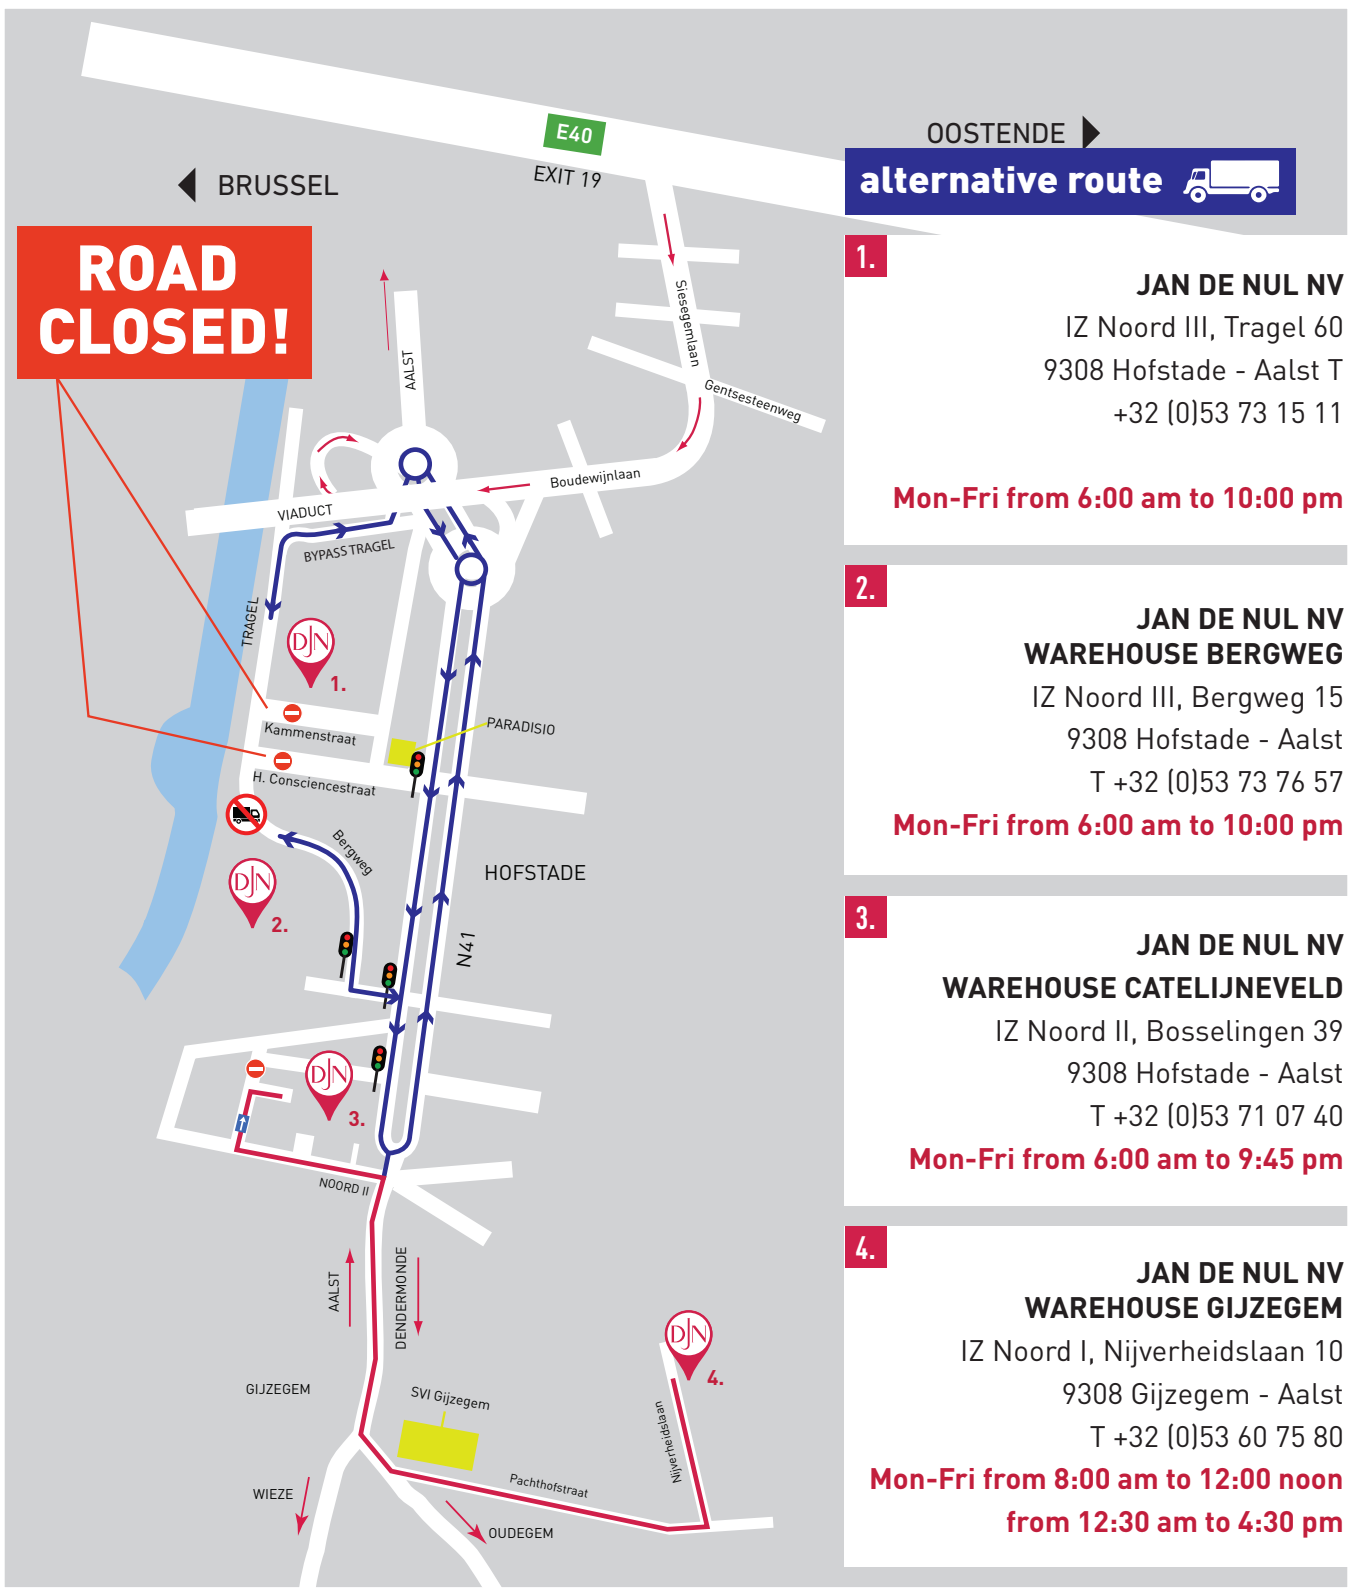 E40
EXIT 19
OOSTENDE
BRUSSEL
alternative route
ROAD
CLOSED!
AALST
Siesegemlaan
Gentsesteenweg
Boudewijnlaan
VIADUCT
BYPASS TRAGEL
TRAGEL
DJN
1.
Kammenstraat
PARADISIO
H. Consciencestraat
Bergweg
HOFSTADE
DJN
2.
N41
DJN
3.
NOORD II
AALST
DENDERMONDE
DJN
4.
GIJZEGEM
SVI Gijzegem
Nijverheidslaan
Pachthofstraat
WIEZE
OUDEGEM
1.
JAN DE NUL NV
IZ Noord III, Tragel 60
9308 Hofstade - Aalst T
+32 (0)53 73 15 11
Mon-Fri from 6:00 am to 10:00 pm
2.
JAN DE NUL NV
WAREHOUSE BERGWEG
IZ Noord III, Bergweg 15
9308 Hofstade - Aalst
T +32 (0)53 73 76 57
Mon-Fri from 6:00 am to 10:00 pm
3.
JAN DE NUL NV
WAREHOUSE CATELIJNEVELD
IZ Noord II, Bosselingen 39
9308 Hofstade - Aalst
T +32 (0)53 71 07 40
Mon-Fri from 6:00 am to 9:45 pm
4.
JAN DE NUL NV
WAREHOUSE GIJZEGEM
IZ Noord I, Nijverheidslaan 10
9308 Gijzegem - Aalst
T +32 (0)53 60 75 80
Mon-Fri from 8:00 am to 12:00 noon
from 12:30 am to 4:30 pm